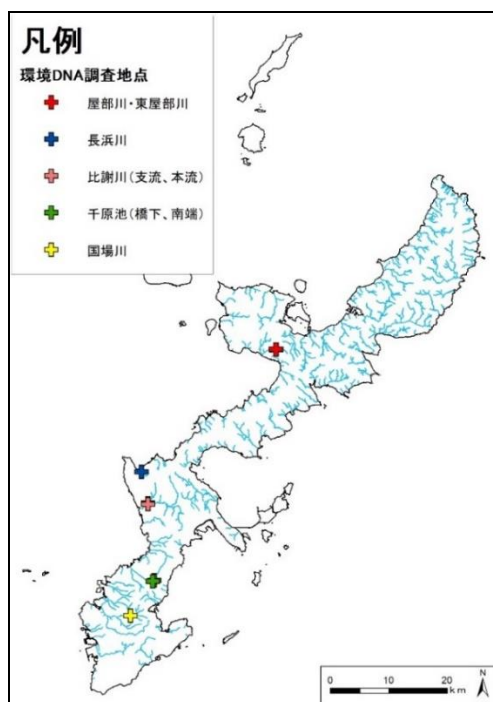 凡例
環境DNA調査地点
屋部川・東屋部川
長浜川
比謝川(支流、本流)
千原池(橋下、南端)
国場川
N
0 10 20
km